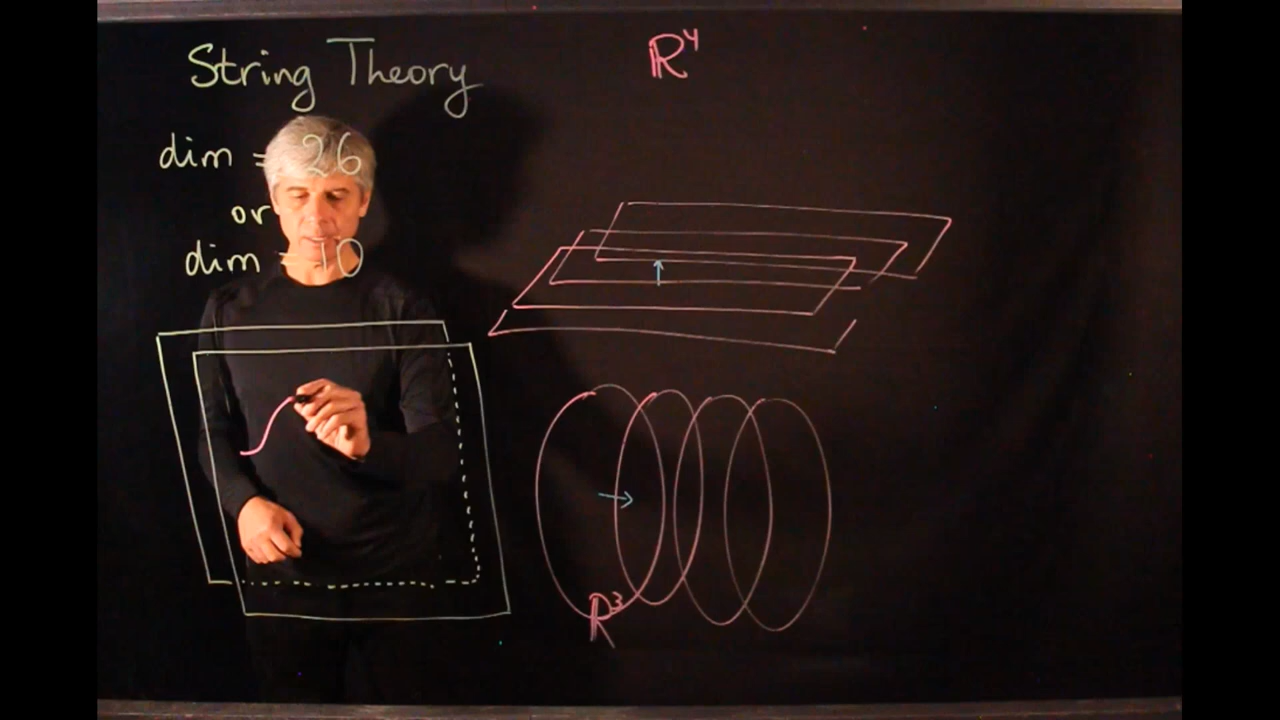 String Theory
dim = 26
or
dim = 10
ℝ⁴
ℝ³